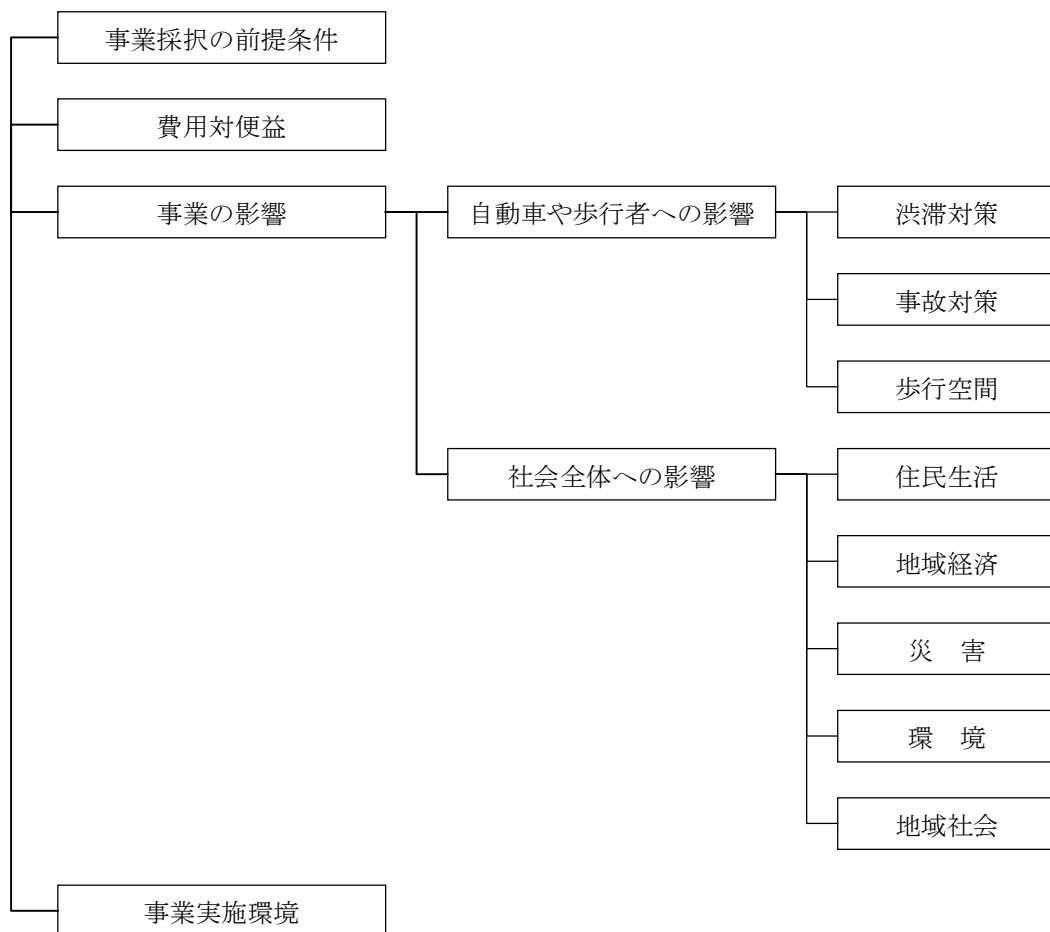 事業採択の前提条件
費用対便益
事業の影響
自動車や歩行者への影響
渋滞対策
事故対策
歩行空間
社会全体への影響
住民生活
地域経済
災　害
環　境
地域社会
事業実施環境